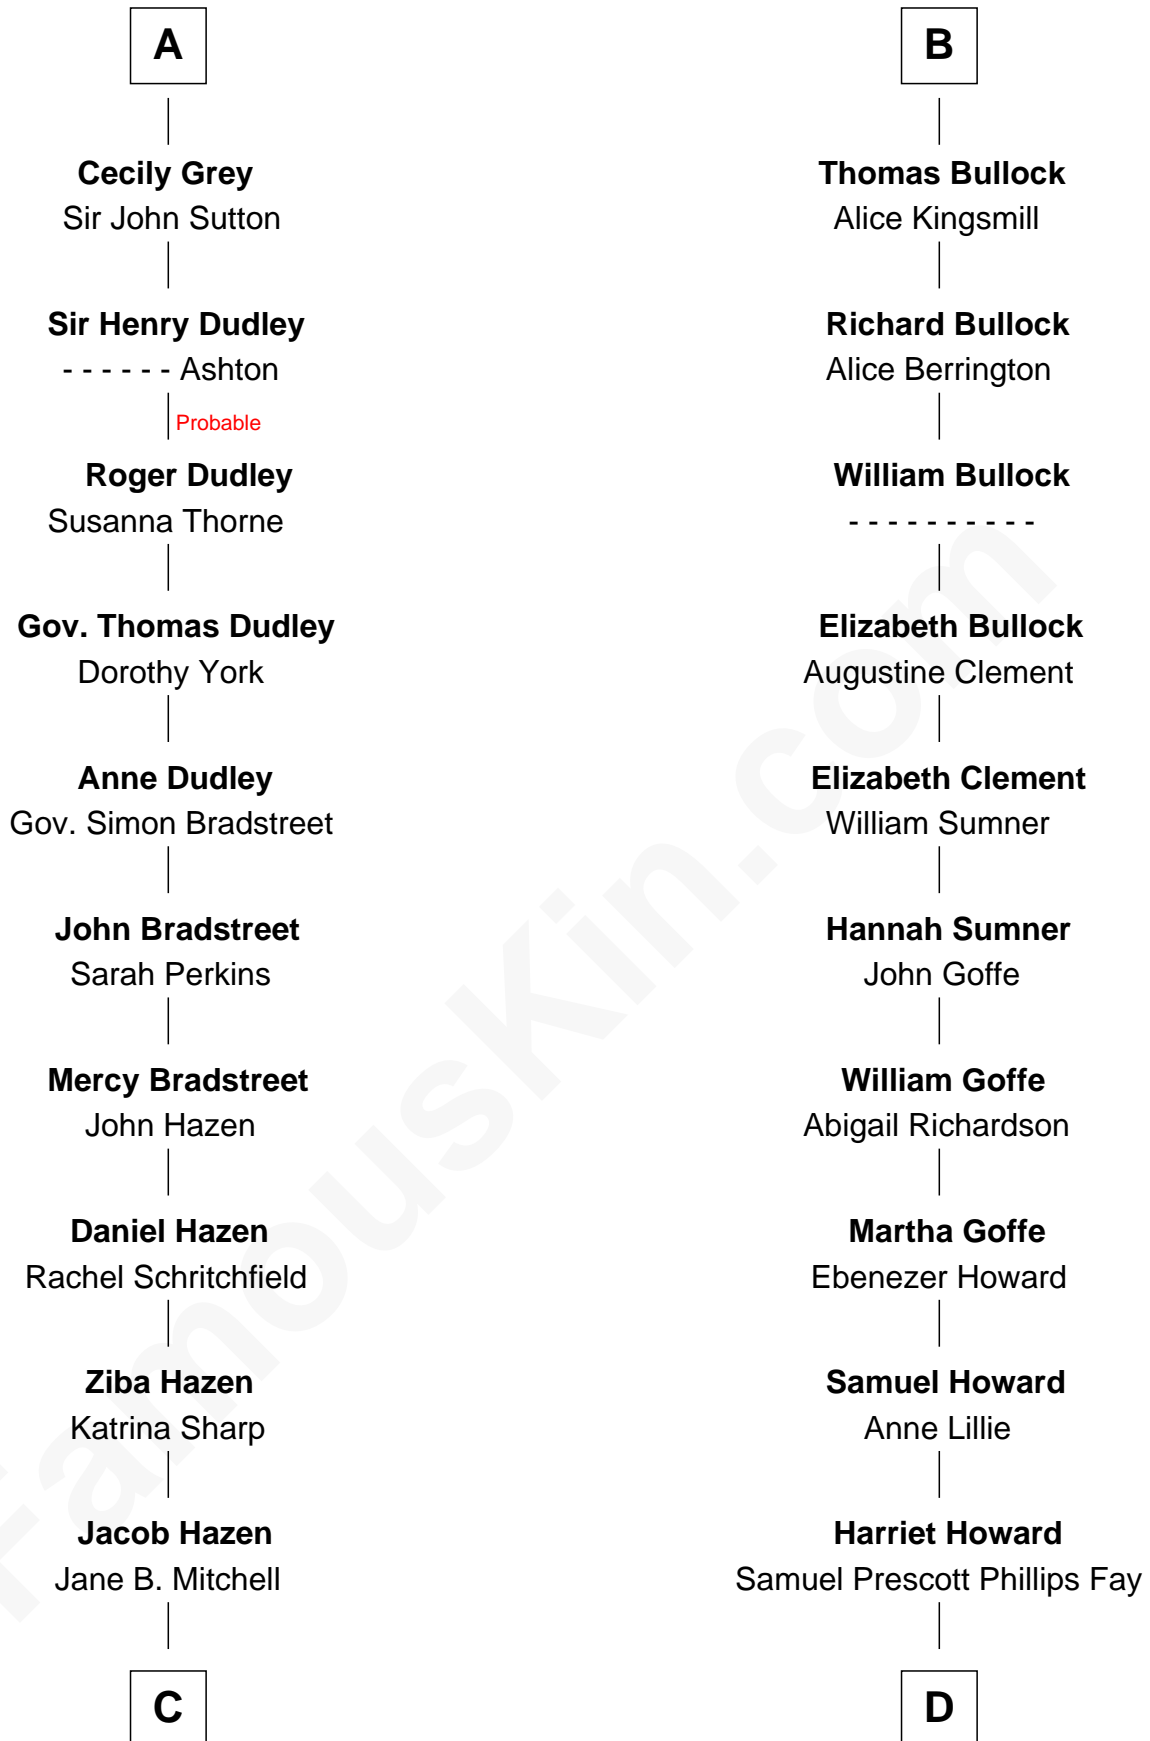 A
Cecily Grey
Sir John Sutton
Sir Henry Dudley
- - - - - - Ashton
Probable
Roger Dudley
Susanna Thorne
Gov. Thomas Dudley
Dorothy York
Anne Dudley
Gov. Simon Bradstreet
John Bradstreet
Sarah Perkins
Mercy Bradstreet
John Hazen
Daniel Hazen
Rachel Schritchfield
Ziba Hazen
Katrina Sharp
Jacob Hazen
Jane B. Mitchell
C
B
Thomas Bullock
Alice Kingsmill
Richard Bullock
Alice Berrington
William Bullock
- - - - - - - - - -
Elizabeth Bullock
Augustine Clement
Elizabeth Clement
William Sumner
Hannah Sumner
John Goffe
William Goffe
Abigail Richardson
Martha Goffe
Ebenezer Howard
Samuel Howard
Anne Lillie
Harriet Howard
Samuel Prescott Phillips Fay
D
FamousKin.com